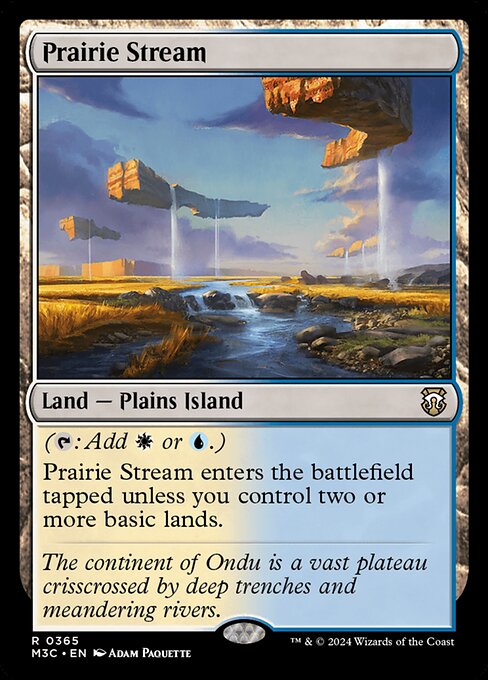 Prairie Stream
Land — Plains Island
(: Add or .)
Prairie Stream enters the battlefield
tapped unless you control two or
more basic lands.
The continent of Ondu is a vast plateau
crisscrossed by deep trenches and
meandering rivers.
R 0365
M3C • EN Adam Paquette
™ & © 2024 Wizards of the Coast